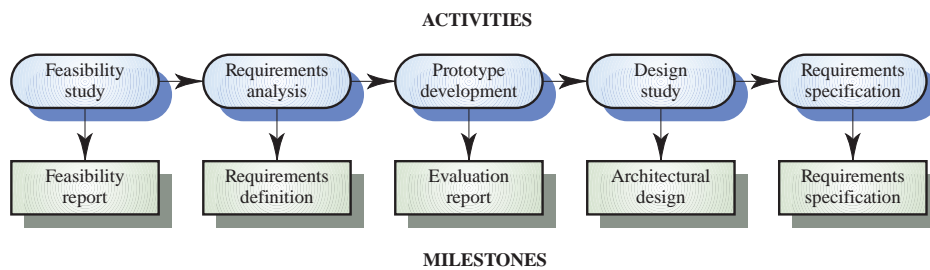 ACTIVITIES
Feasibility
study
Requirements
analysis
Prototype
development
Design
study
Requirements
specification
Feasibility
report
Requirements
definition
Evaluation
report
Architectural
design
Requirements
specification
MILESTONES